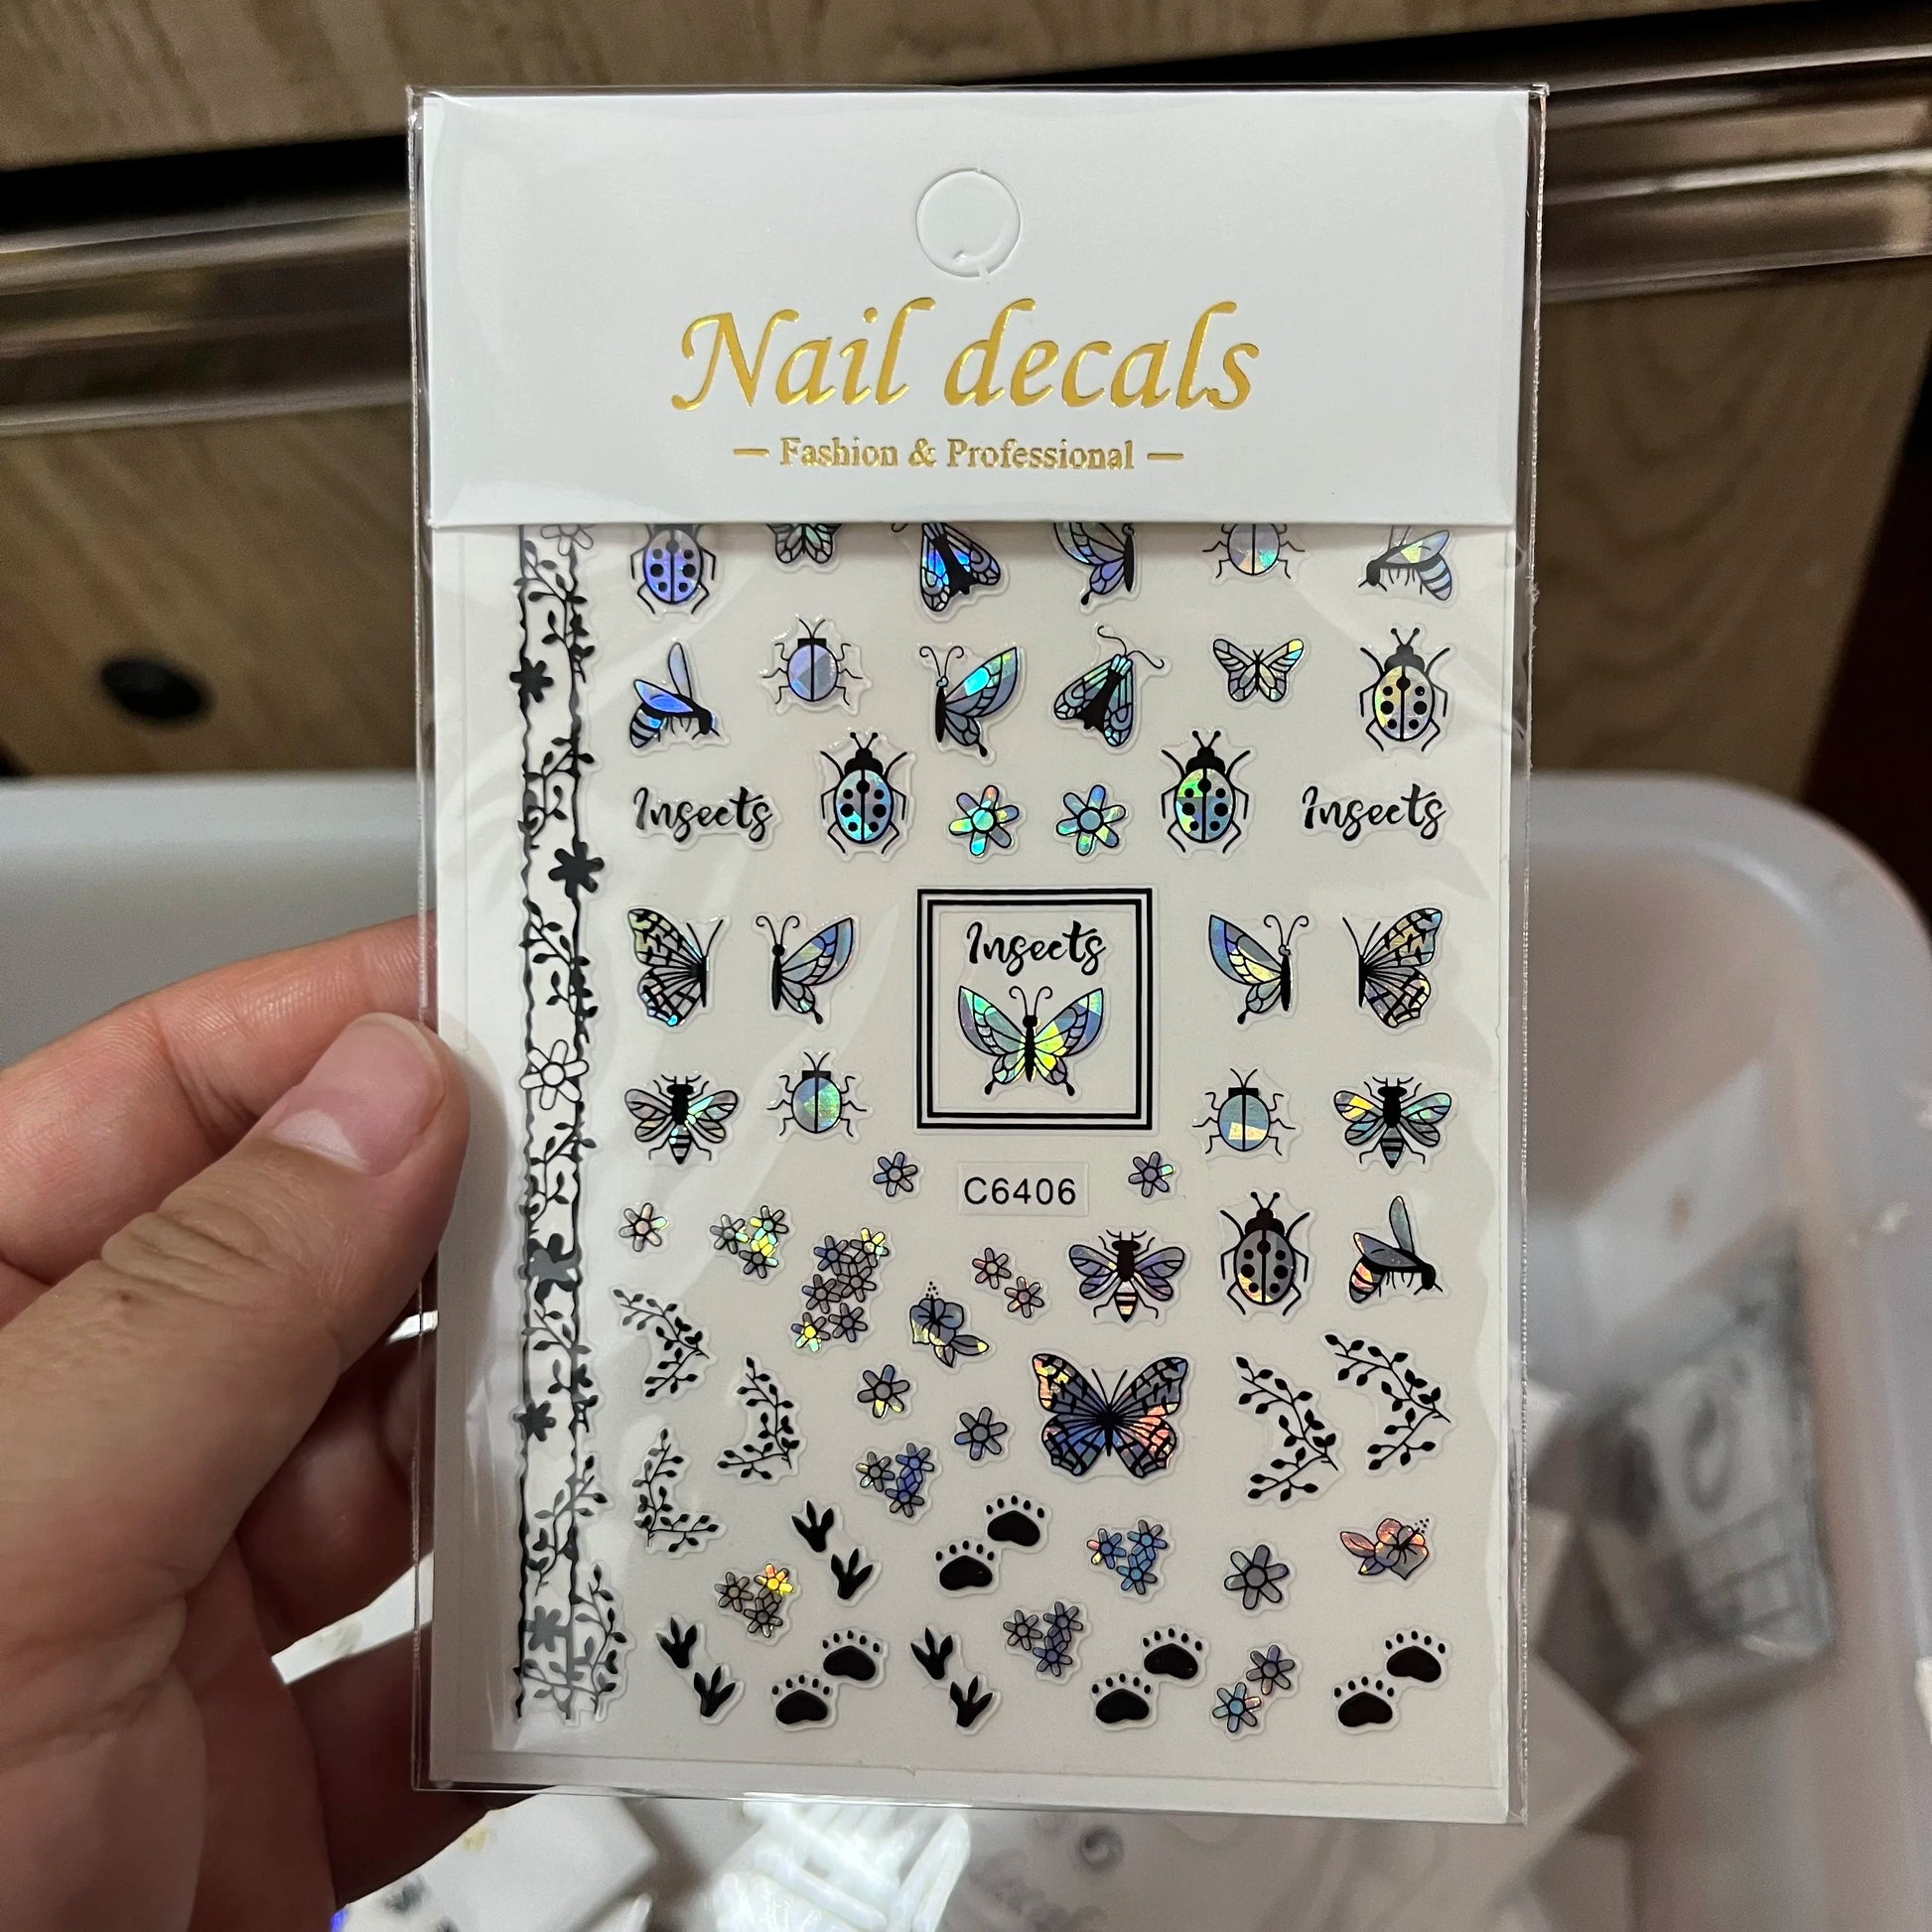 Nail decals
— Fashion & Professional —
Insects
Insects
Insects
C6406